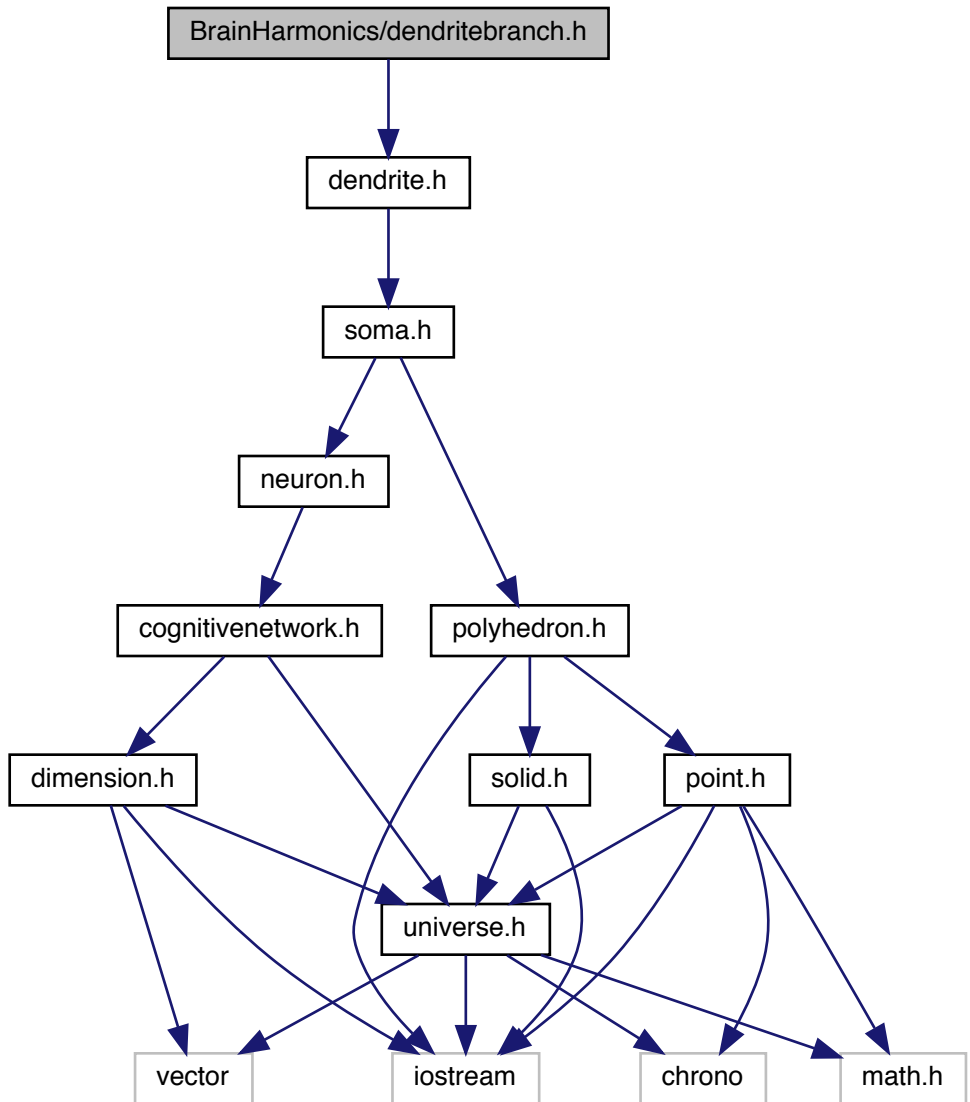 BrainHarmonics/dendritebranch.h
dendrite.h
soma.h
neuron.h
cognitivenetwork.h
polyhedron.h
dimension.h
solid.h
point.h
universe.h
vector
iostream
chrono
math.h